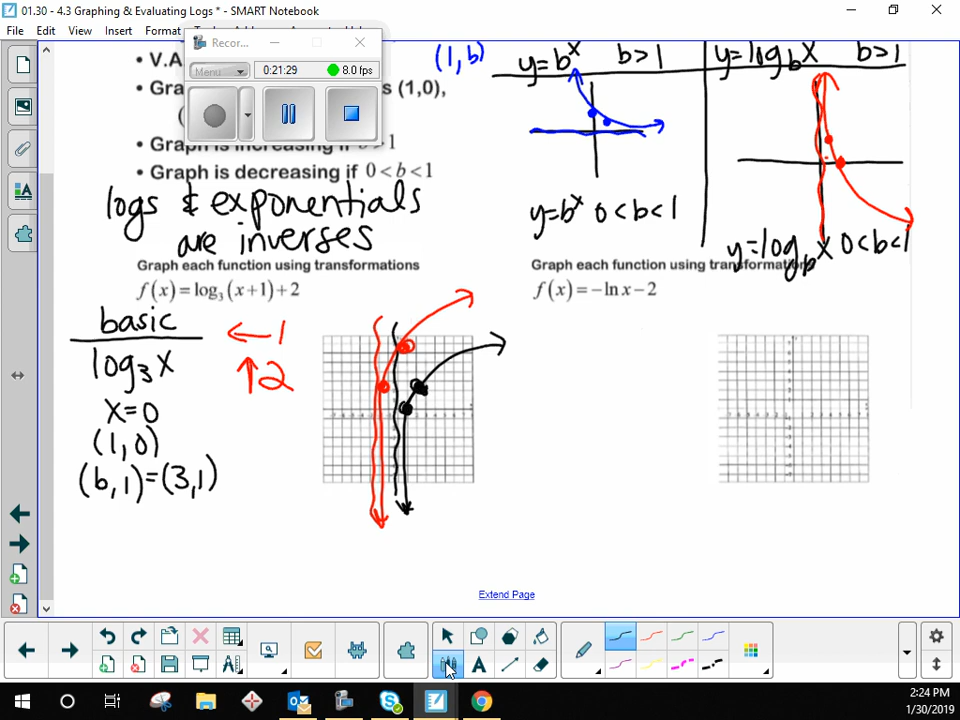 01.30 - 4.3 Graphing & Evaluating Logs * - SMART Notebook
File Edit View Insert
Recor...
Menu 0:21:29 8.0 fps
• V.A
• Gra s (1,0),
• Graph is increasing if 1
• Graph is decreasing if 0 < b < 1
logs & exponentials
are inverses
(1, b)
y=b^x b>1
y=log_b x b>1
y=b^x 0<b<1
y=log_b x 0<b<1
Graph each function using transformations
f(x) = log₃(x+1)+2
basic
log₃ x
x=0
(1,0)
(b,1)=(3,1)
←1
↑2
Graph each function using transformations
f(x) = −ln x − 2
Extend Page
2:24 PM
1/30/2019